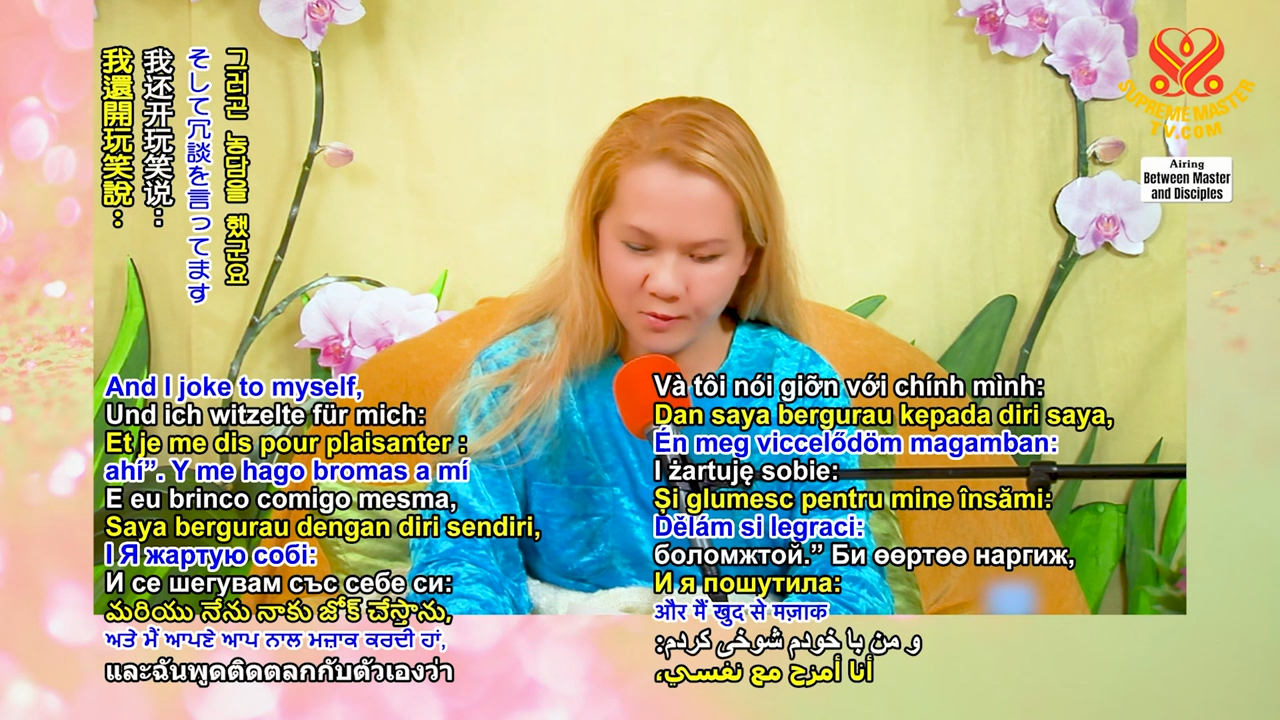 我還開玩笑說：
我还开玩笑说：
そして冗談を言ってます
그리고 농담을 했군요
SUPREME MASTER
TV.COM
Airing
Between Master
and Disciples
And I joke to myself,
Und ich witzelte für mich:
Et je me dis pour plaisanter :
ahí”. Y me hago bromas a mí
E eu brinco comigo mesma,
Saya bergurau dengan diri sendiri,
І Я жартую собі:
И се шегувам със себе си:
మరియు నేను నాకు జోక్ చేస్తాను,
ਅਤੇ ਮੈਂ ਆਪਣੇ ਆਪ ਨਾਲ ਮਜ਼ਾਕ ਕਰਦੀ ਹਾਂ,
และฉันพูดติดตลกกับตัวเองว่า
Và tôi nói giỡn với chính mình:
Dan saya bergurau kepada diri saya,
Én meg viccelődöm magamban:
I żartuję sobie:
Și glumesc pentru mine însămi:
Dělám si legraci:
боломжтой.” Би өөртөө наргиж,
И я пошутила:
और मैं खुद से मज़ाक
و من با خودم شوخی کردم:
أنا أمزح مع نفسي،